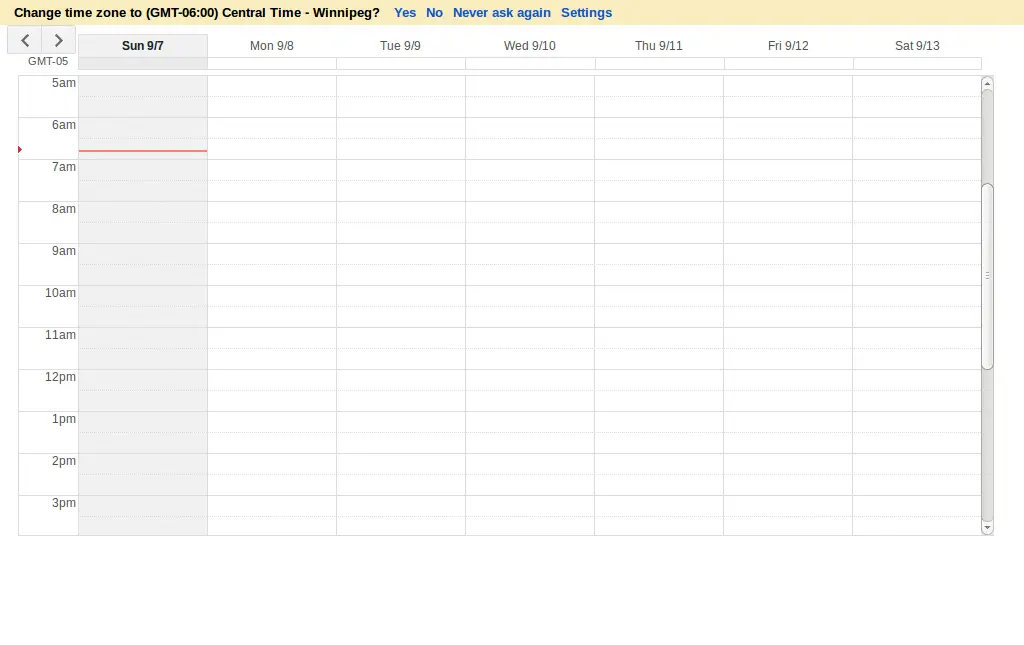 Change time zone to (GMT-06:00) Central Time - Winnipeg? Yes No Never ask again Settings
Sun 9/7 Mon 9/8 Tue 9/9 Wed 9/10 Thu 9/11 Fri 9/12 Sat 9/13
GMT-05
5am
6am
7am
8am
9am
10am
11am
12pm
1pm
2pm
3pm